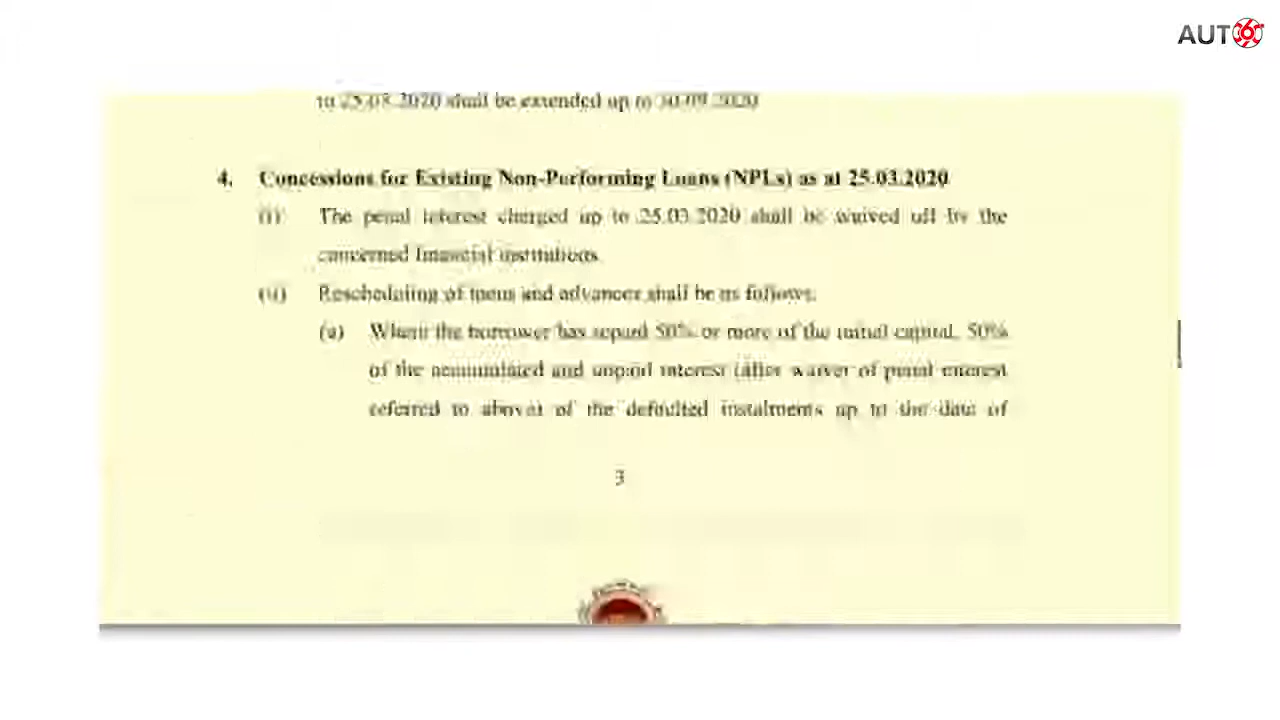 AUTO
to 25.03.2020 shall be extended up to 30.09.2020
4. Concessions for Existing Non-Performing Loans (NPLs) as at 25.03.2020
(i) The penal interest charged up to 25.03.2020 shall be waived off by the
concerned financial institutions.
(ii) Rescheduling of loans and advances shall be as follows:
(a) Where the borrower has repaid 50% or more of the initial capital, 50%
of the accumulated and unpaid interest (after waiver of penal interest
referred to above) of the defaulted instalments up to the date of
3